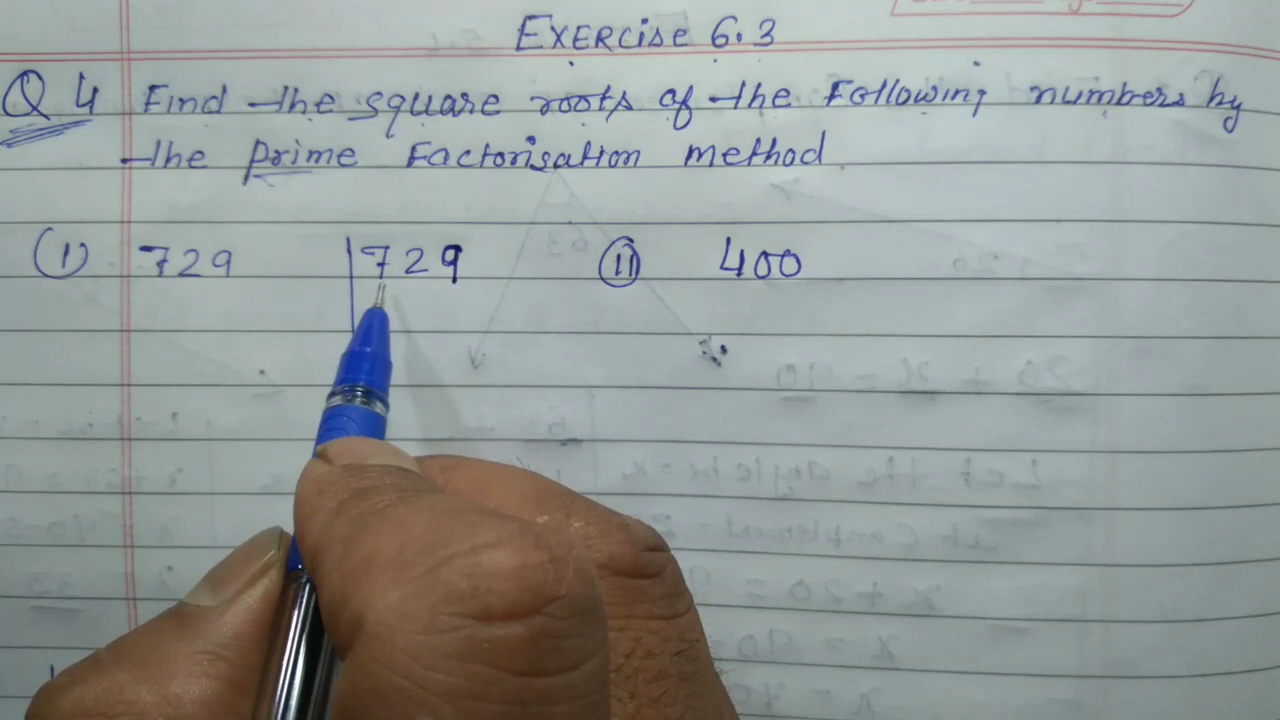 Exercise 6.3
Q 4 Find the square roots of the Following numbers by
the prime Factorisation method
(i) 729 729 (ii) 400